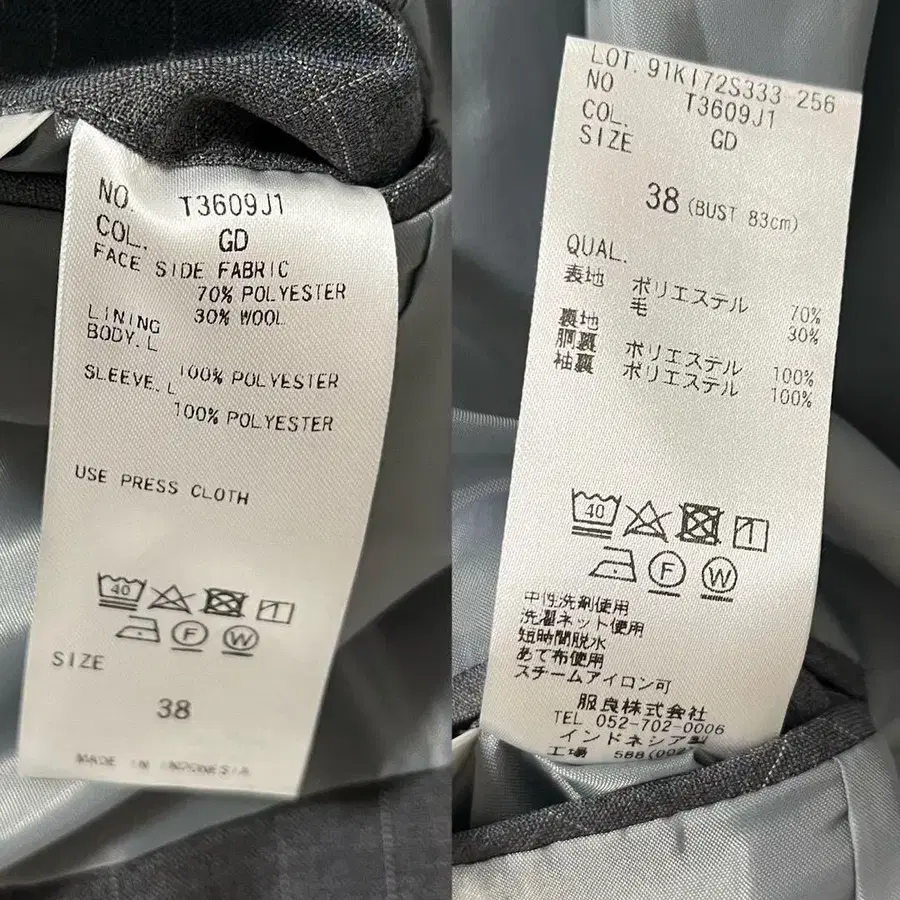 NO. T3609J1
COL. GD
FACE SIDE FABRIC
70% POLYESTER
30% WOOL
LINING
BODY.L
100% POLYESTER
SLEEVE.L
100% POLYESTER
USE PRESS CLOTH
40
F W
SIZE
38
MADE IN INDONESIA
LOT. 91KI72S333-256
NO T3609J1
COL. GD
SIZE
38 (BUST 83cm)
QUAL.
表地 ポリエステル 70%
毛 30%
裏地
胴裏 ポリエステル 100%
袖裏 ポリエステル 100%
40
F W
中性洗剤使用
洗濯ネット使用
短時間脱水
あて布使用
スチームアイロン可
服良株式会社
TEL 052-702-0006
インドネシア製
工場 588(002)